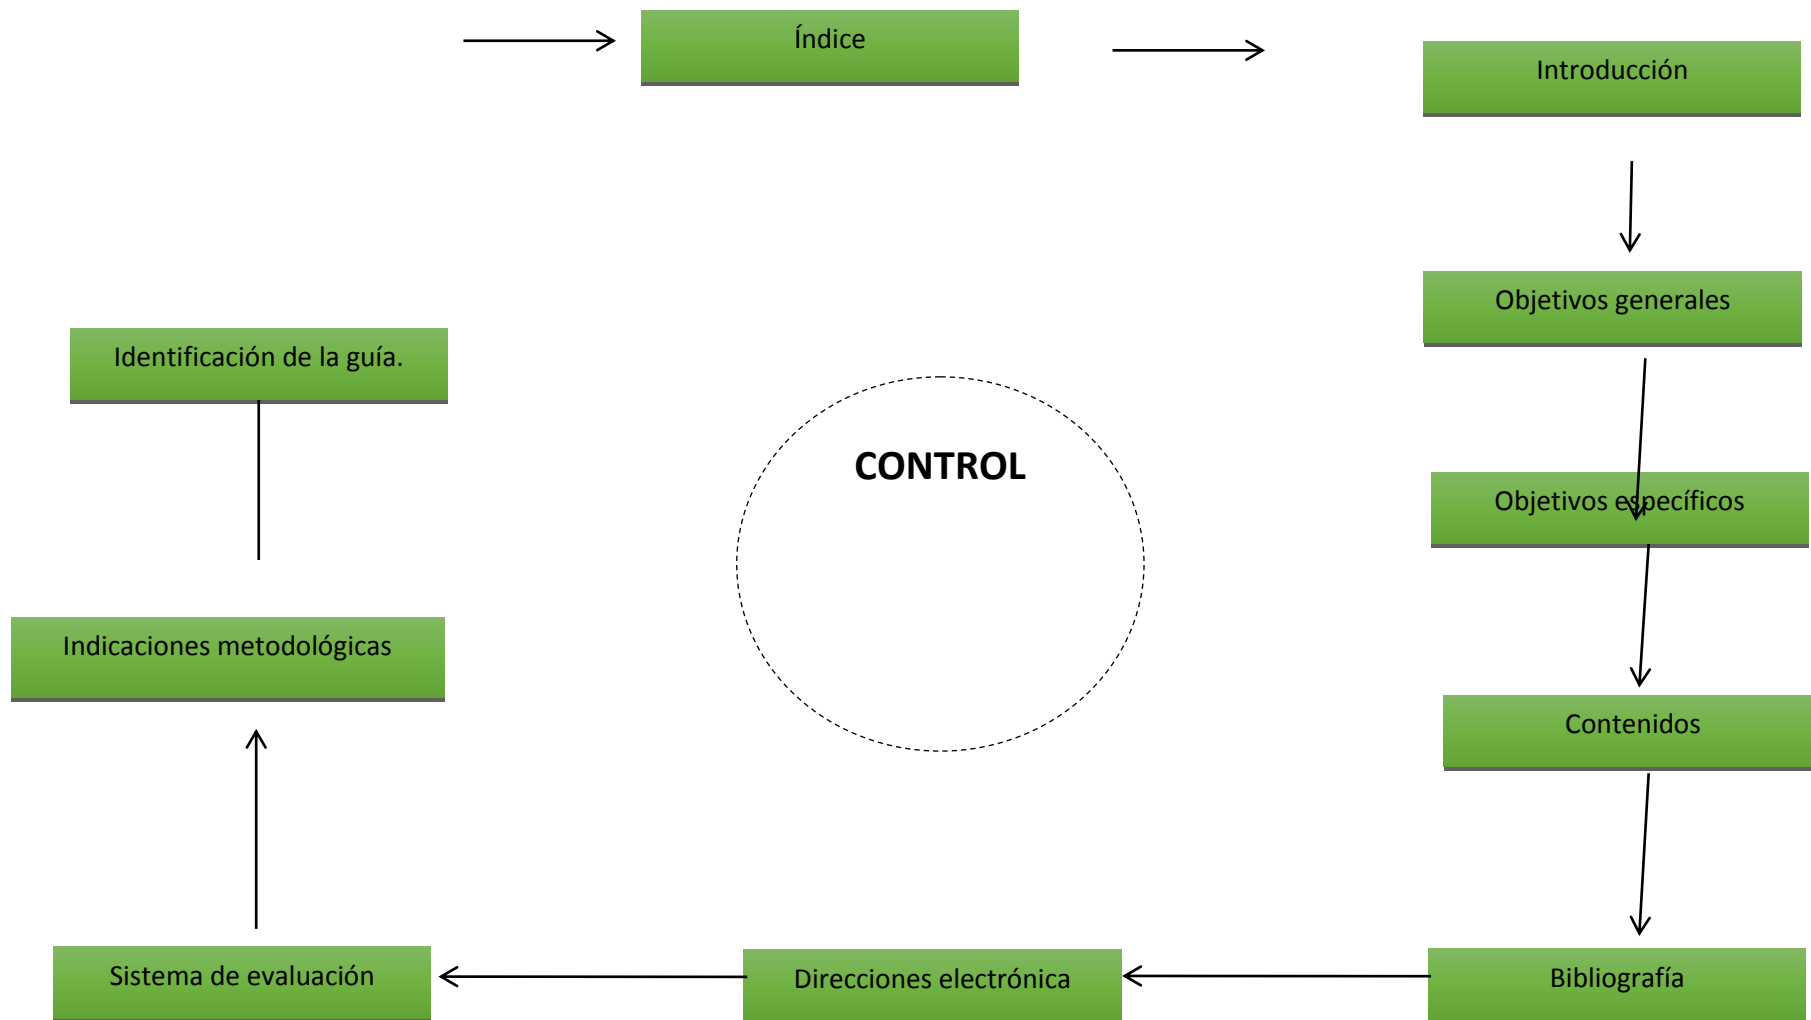 Índice
Introducción
Objetivos generales
Identificación de la guía.
CONTROL
Objetivos específicos
Indicaciones metodológicas
Contenidos
Sistema de evaluación
Direcciones electrónica
Bibliografía